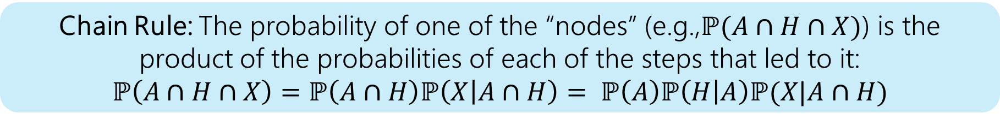 Chain Rule: The probability of one of the “nodes” (e.g.,ℙ(𝐴 ∩ 𝐻 ∩ 𝑋)) is the
product of the probabilities of each of the steps that led to it:
ℙ(𝐴 ∩ 𝐻 ∩ 𝑋) = ℙ(𝐴 ∩ 𝐻)ℙ(𝑋|𝐴 ∩ 𝐻) = ℙ(𝐴)ℙ(𝐻|𝐴)ℙ(𝑋|𝐴 ∩ 𝐻)